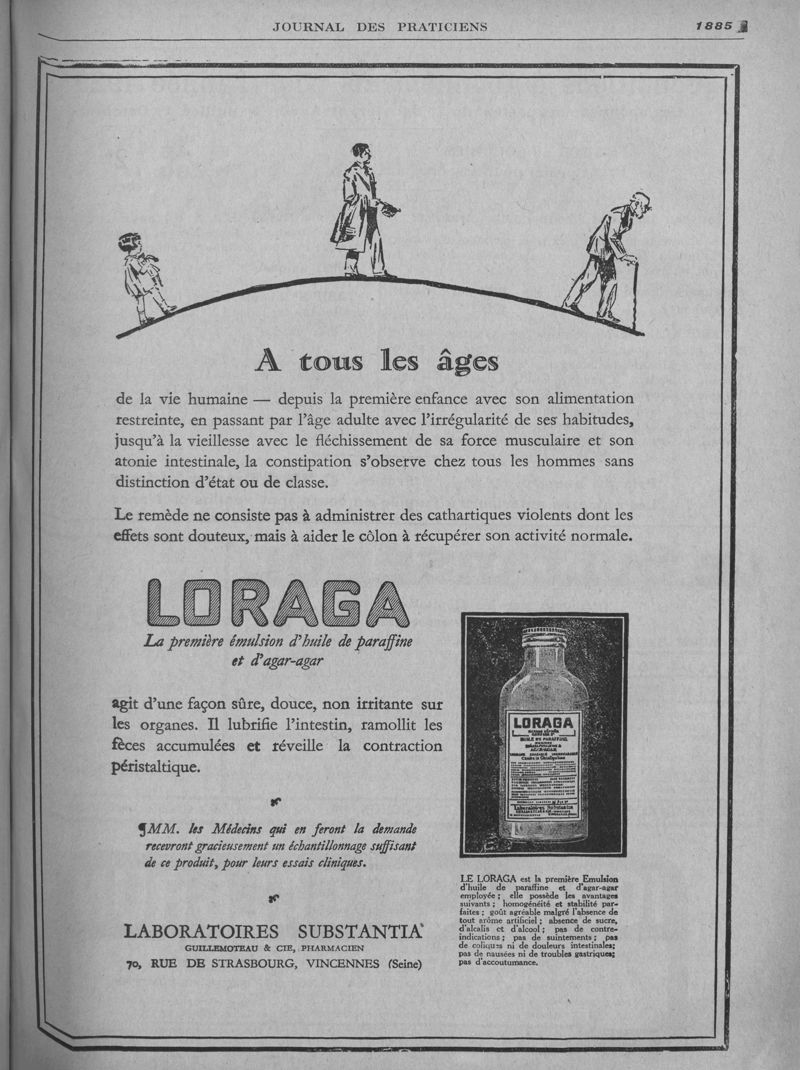 JOURNAL DES PRATICIENS
1885
A tous les âges
de la vie humaine — depuis la première enfance avec son alimentation
restreinte, en passant par l'âge adulte avec l'irrégularité de ses habitudes,
jusqu'à la vieillesse avec le fléchissement de sa force musculaire et son
atonie intestinale, la constipation s'observe chez tous les hommes sans
distinction d'état ou de classe.
Le remède ne consiste pas à administrer des cathartiques violents dont les
effets sont douteux, mais à aider le côlon à récupérer son activité normale.
LORAGA
La première émulsion d'huile de paraffine
et d'agar-agar
agit d'une façon sûre, douce, non irritante sur
les organes. Il lubrifie l'intestin, ramollit les
fèces accumulées et réveille la contraction
péristaltique.
¶MM. les Médecins qui en feront la demande
recevront gracieusement un échantillonnage suffisant
de ce produit, pour leurs essais cliniques.
LABORATOIRES SUBSTANTIA
GUILLEMOTEAU & CIE, PHARMACIEN
70, RUE DE STRASBOURG, VINCENNES (Seine)
LORAGA
HUILE DE PARAFFINE
AGAR-AGAR
Contre la Constipation
Laboratoires Substantia
LE LORAGA est la première Emulsion
d'huile de paraffine et d'agar-agar
employée ; elle possède les avantages
suivants ; homogénéité et stabilité par-
faites ; goût agréable malgré l'absence de
tout arôme artificiel ; absence de sucre,
d'alcalis et d'alcool ; pas de contre-
indications ; pas de suintements ; pas
de coliques ni de douleurs intestinales;
pas de nausées ni de troubles gastriques;
pas d'accoutumance.